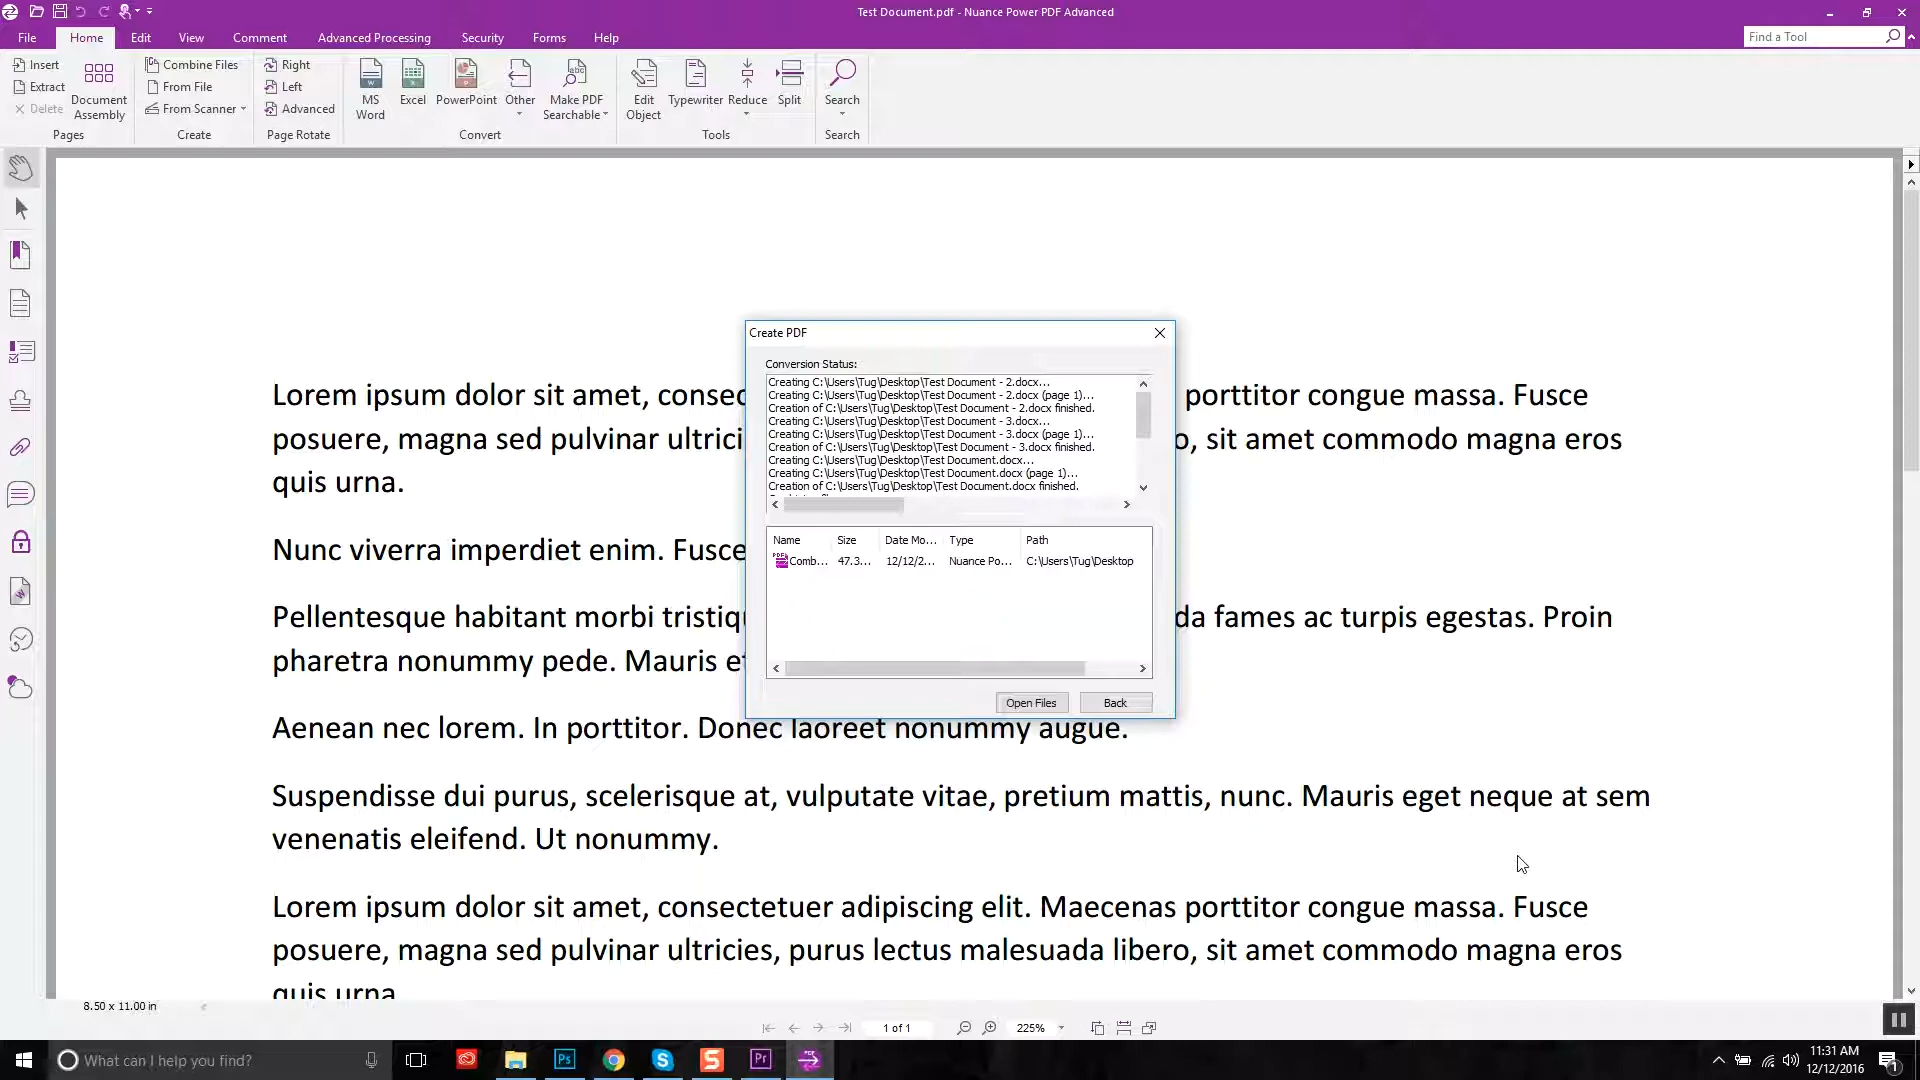 Test Document.pdf - Nuance Power PDF Advanced
File Home Edit View Comment Advanced Processing Security Forms Help
Find a Tool
Insert
Extract
Delete
Document Assembly
Pages
Combine Files
From File
From Scanner
Create
Right
Left
Advanced
Page Rotate
MS Word
Excel
PowerPoint
Other
Make PDF Searchable
Convert
Edit Object
Typewriter
Reduce
Split
Tools
Search
Search
Create PDF
Conversion Status:
Creating C:\Users\Tug\Desktop\Test Document - 2.docx...
Creating C:\Users\Tug\Desktop\Test Document - 2.docx (page 1)...
Creation of C:\Users\Tug\Desktop\Test Document - 2.docx finished.
Creating C:\Users\Tug\Desktop\Test Document - 3.docx...
Creating C:\Users\Tug\Desktop\Test Document - 3.docx (page 1)...
Creation of C:\Users\Tug\Desktop\Test Document - 3.docx finished.
Creating C:\Users\Tug\Desktop\Test Document.docx...
Creating C:\Users\Tug\Desktop\Test Document.docx (page 1)...
Creation of C:\Users\Tug\Desktop\Test Document.docx finished.
Name Size Date Mo... Type Path
Comb... 47.3... 12/12/2... Nuance Po... C:\Users\Tug\Desktop
Open Files Back
Lorem ipsum dolor sit amet, consec porttitor congue massa. Fusce
posuere, magna sed pulvinar ultrici o, sit amet commodo magna eros
quis urna.
Nunc viverra imperdiet enim. Fusce
Pellentesque habitant morbi tristiqu da fames ac turpis egestas. Proin
pharetra nonummy pede. Mauris et
Aenean nec lorem. In porttitor. Donec laoreet nonummy augue.
Suspendisse dui purus, scelerisque at, vulputate vitae, pretium mattis, nunc. Mauris eget neque at sem
venenatis eleifend. Ut nonummy.
Lorem ipsum dolor sit amet, consectetuer adipiscing elit. Maecenas porttitor congue massa. Fusce
posuere, magna sed pulvinar ultricies, purus lectus malesuada libero, sit amet commodo magna eros
quis urna
8.50 x 11.00 in
1 of 1
225%
What can I help you find?
11:31 AM
12/12/2016